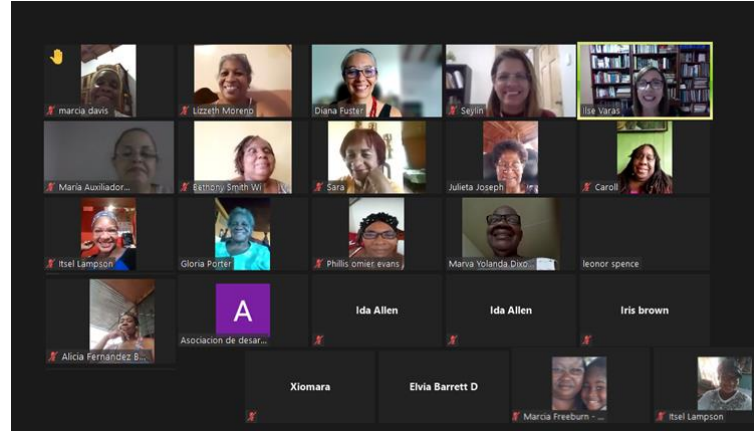 marcia davis
Lizzeth Moreno
Diana Fuster
Seylin
Ilse Varas
Maria Auxiliador...
Bethony Smith Wi
Sara
Julieta Joseph
Caroll
Itsel Lampson
Gloria Porter
Phillis omier evans
Marva Yolanda Dixo...
leonor spence
Alicia Fernandez B...
A
Asociacion de desar...
Ida Allen
Ida Allen
Iris brown
Xiomara
Elvia Barrett D
Marcia Freeburn - ...
Itsel Lampson